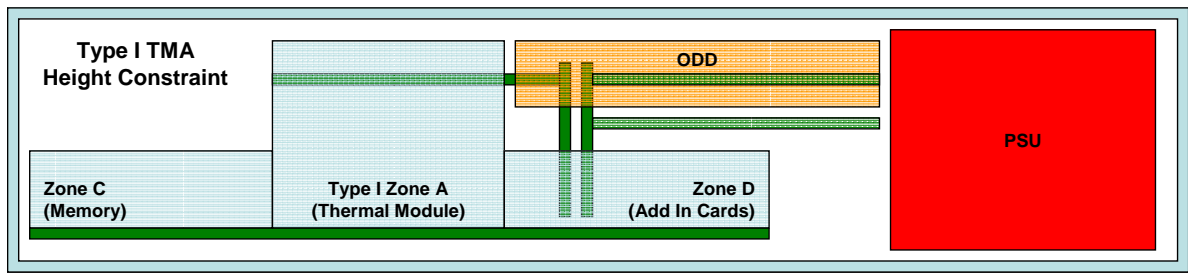 Type I TMA
Height Constraint
ODD
PSU
Zone C
(Memory)
Type I Zone A
(Thermal Module)
Zone D
(Add In Cards)